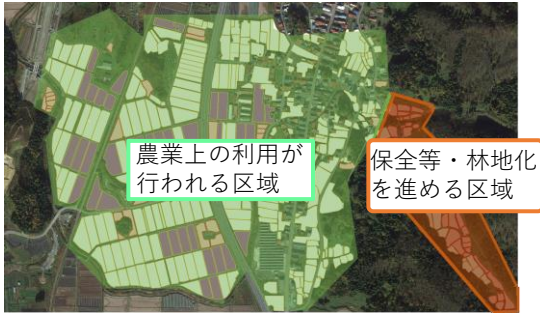 農業上の利用が
行われる区域
保全等・林地化
を進める区域